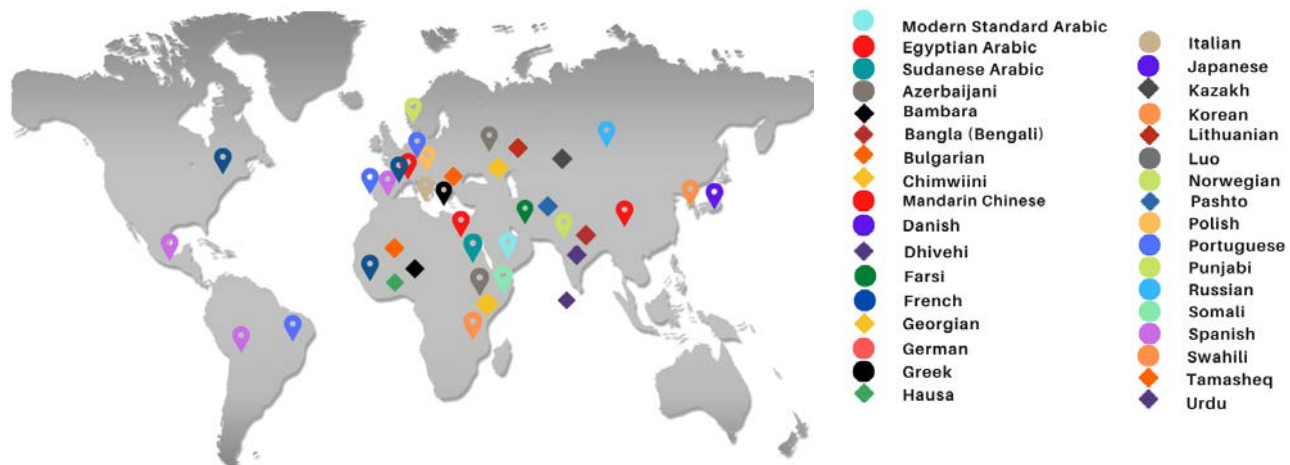 Modern Standard Arabic
Egyptian Arabic
Sudanese Arabic
Azerbaijani
Bambara
Bangla (Bengali)
Bulgarian
Chimwiini
Mandarin Chinese
Danish
Dhivehi
Farsi
French
Georgian
German
Greek
Hausa
Italian
Japanese
Kazakh
Korean
Lithuanian
Luo
Norwegian
Pashto
Polish
Portuguese
Punjabi
Russian
Somali
Spanish
Swahili
Tamasheq
Urdu